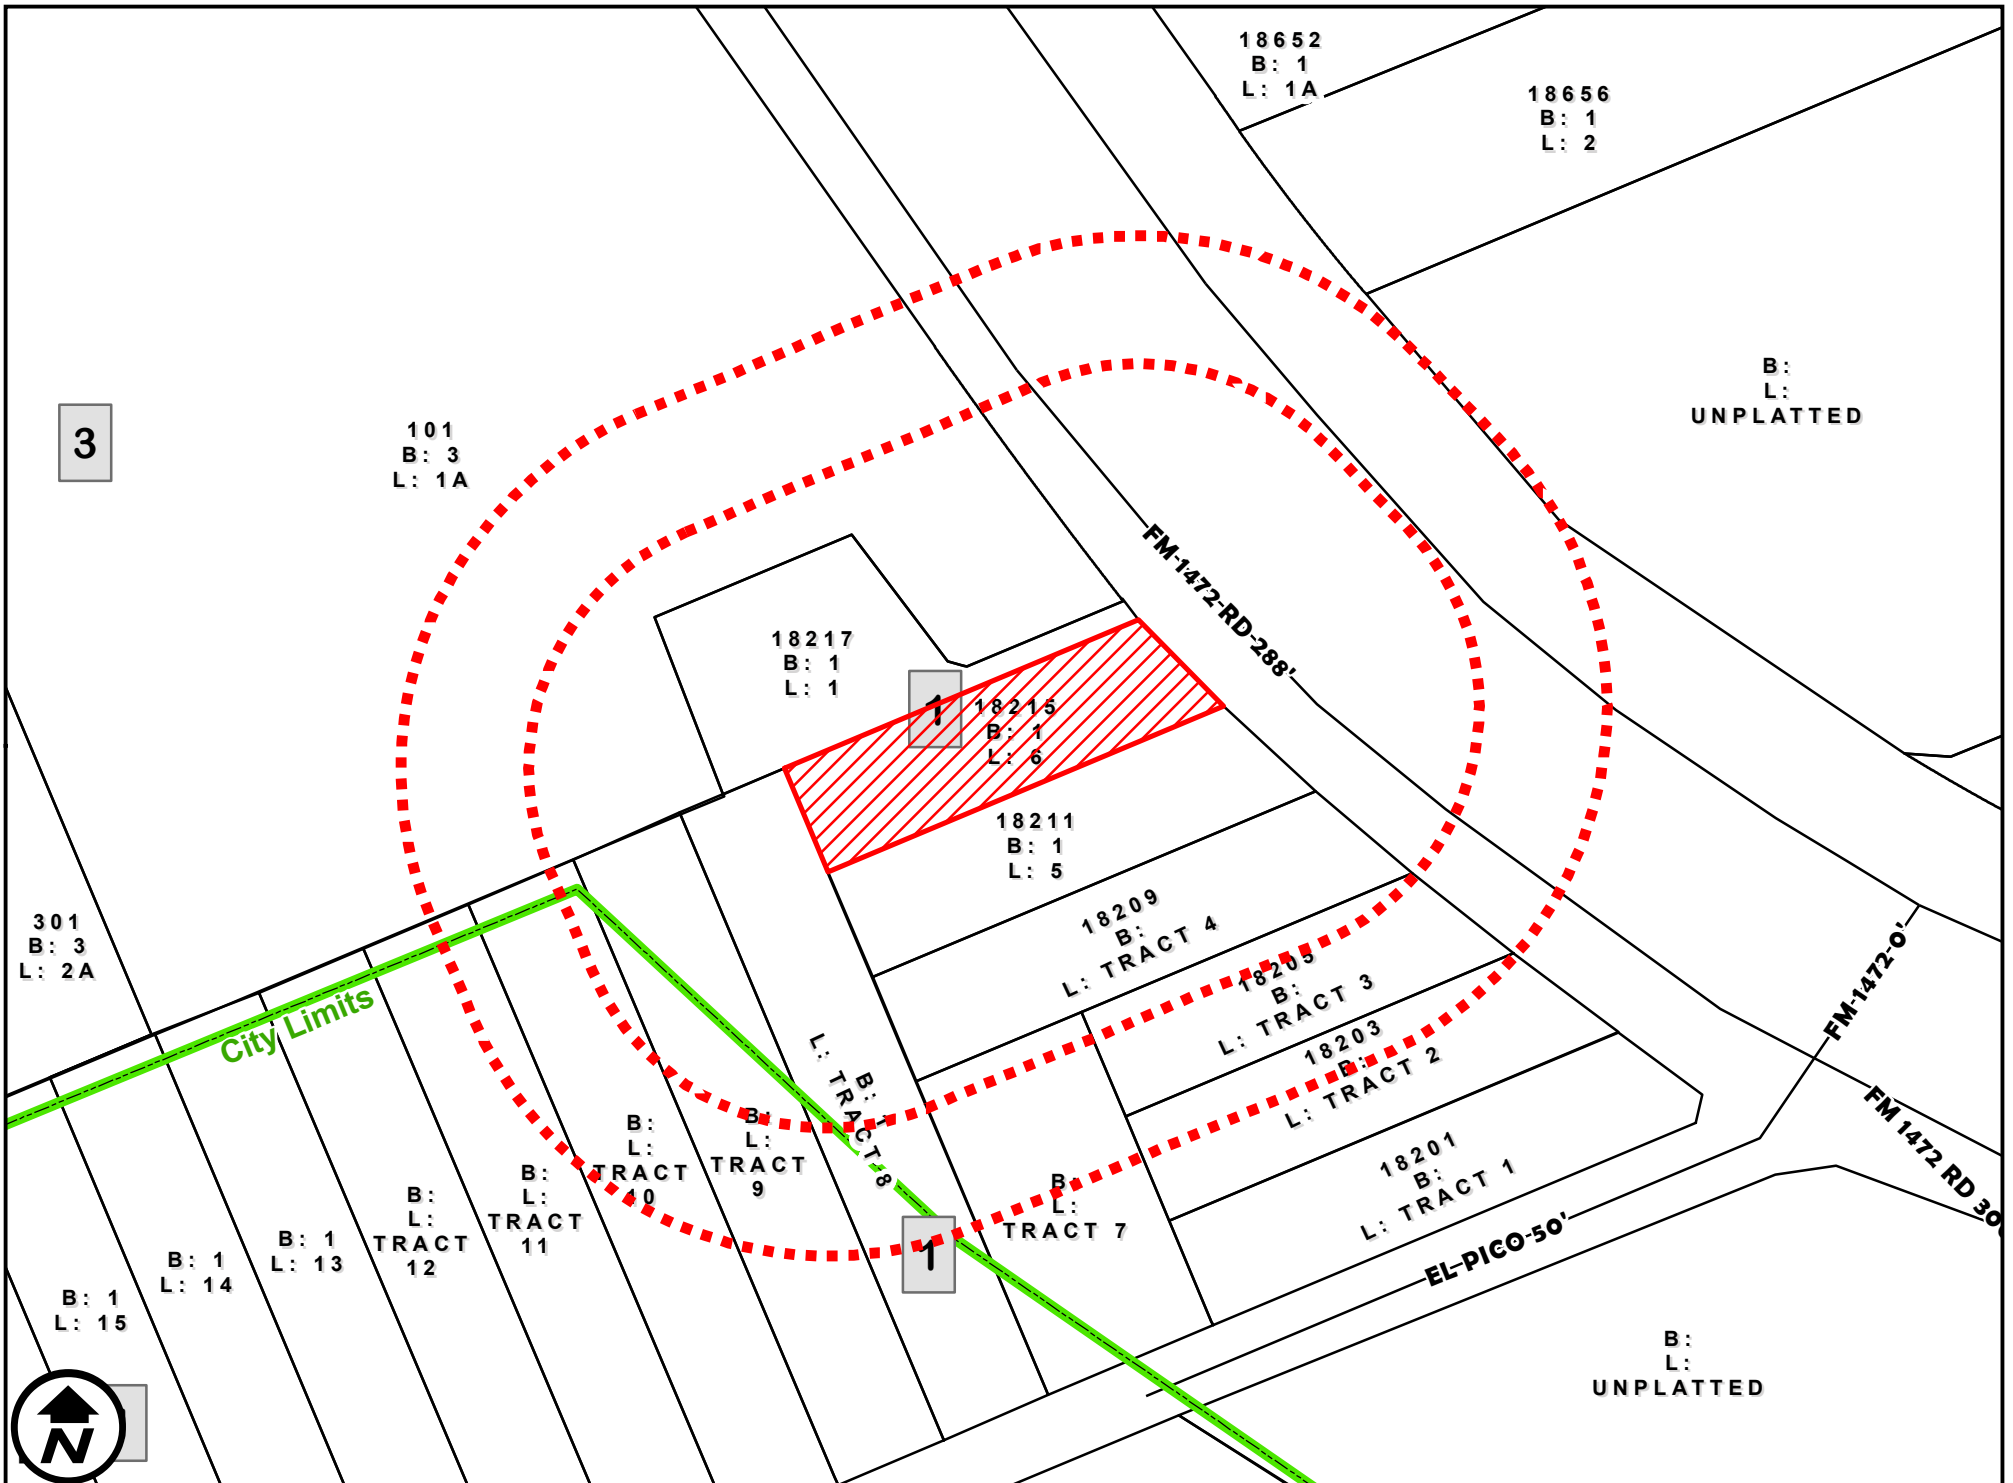 18652
B: 1
L: 1A
18656
B: 1
L: 2
B:
L:
UNPLATTED
3
101
B: 3
L: 1A
FM-1472-RD-288'
18217
B: 1
L: 1
1
18215
B: 1
L: 6
18211
B: 1
L: 5
18209
B:
L: TRACT 4
18205
B:
L: TRACT 3
18203
B:
L: TRACT 2
18201
B:
L: TRACT 1
301
B: 3
L: 2A
City Limits
FM-1472-0'
FM 1472 RD
EL-PICO-50'
B:
L: TRACT 8
B:
L:
TRACT 7
B:
L:
TRACT
9
B:
L:
TRACT
10
B:
L:
TRACT
11
B:
L:
TRACT
12
B: 1
L: 13
B: 1
L: 14
B: 1
L: 15
1
B:
L:
UNPLATTED
N